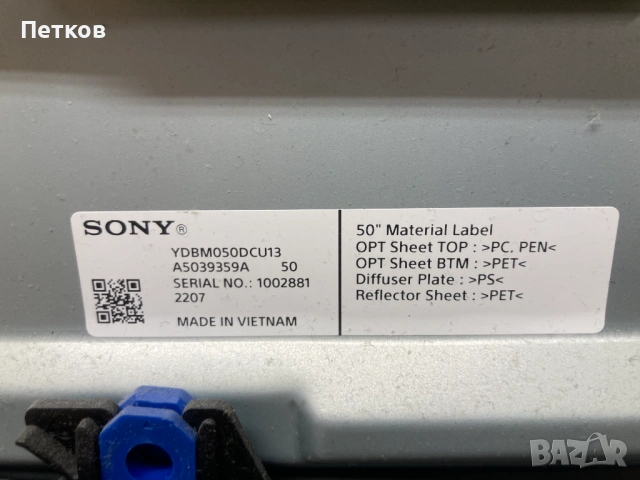 Петков
SONY®
YDBM050DCU13
A5039359A 50
SERIAL NO.: 1002881
2207
MADE IN VIETNAM
50" Material Label
OPT Sheet TOP : >PC. PEN<
OPT Sheet BTM : >PET<
Diffuser Plate : >PS<
Reflector Sheet : >PET<
BAZAR